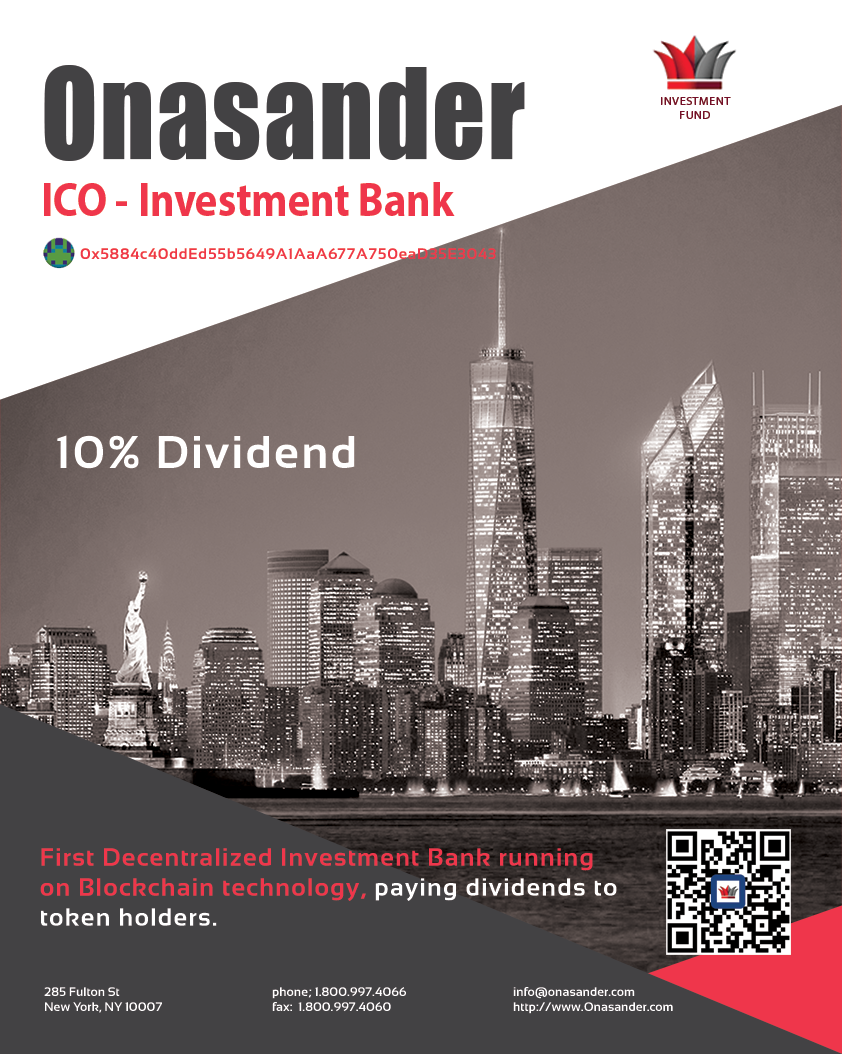 Onasander
INVESTMENT
FUND
ICO - Investment Bank
0x5884c40ddEd55b5649A1AaA677A750eaD35E3043
10% Dividend
First Decentralized Investment Bank running
on Blockchain technology, paying dividends to
token holders.
285 Fulton St
New York, NY 10007
phone; 1.800.997.4066
fax: 1.800.997.4060
info@onasander.com
http://www.Onasander.com